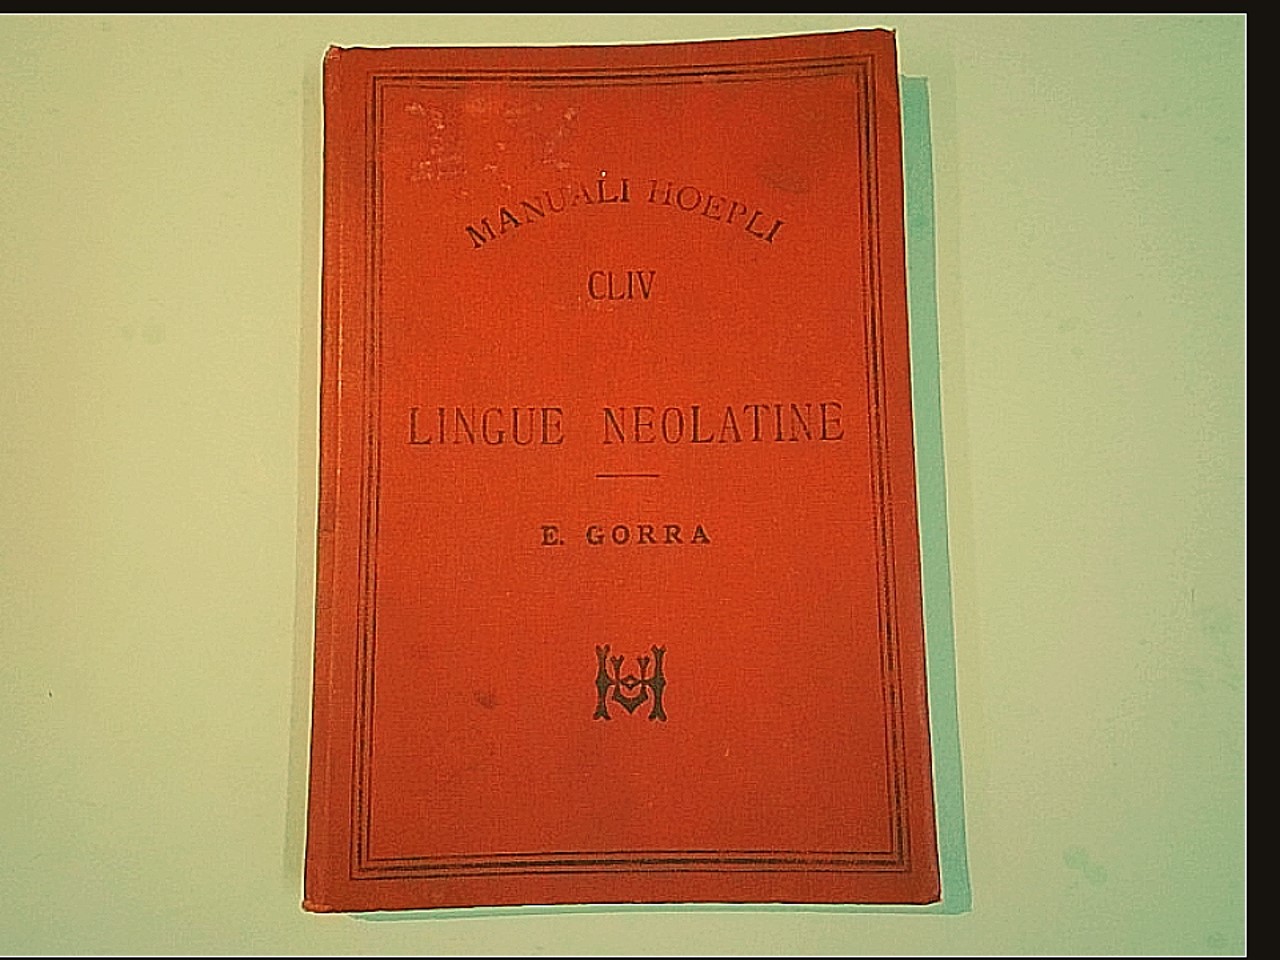 MANUALI HOEPLI
CLIV
LINGUE NEOLATINE
E. GORRA